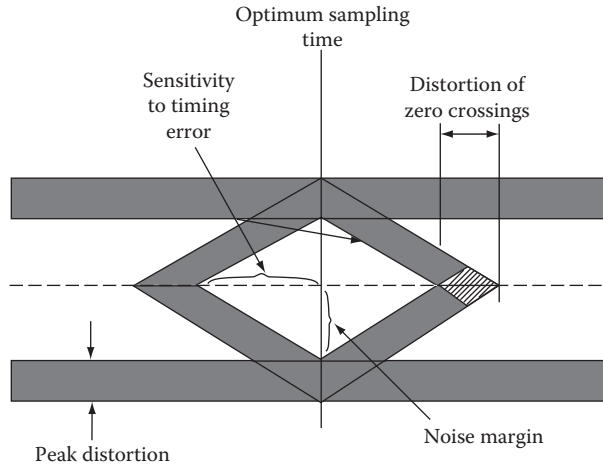 Optimum sampling
time
Sensitivity
to timing
error
Distortion of
zero crossings
Noise margin
Peak distortion